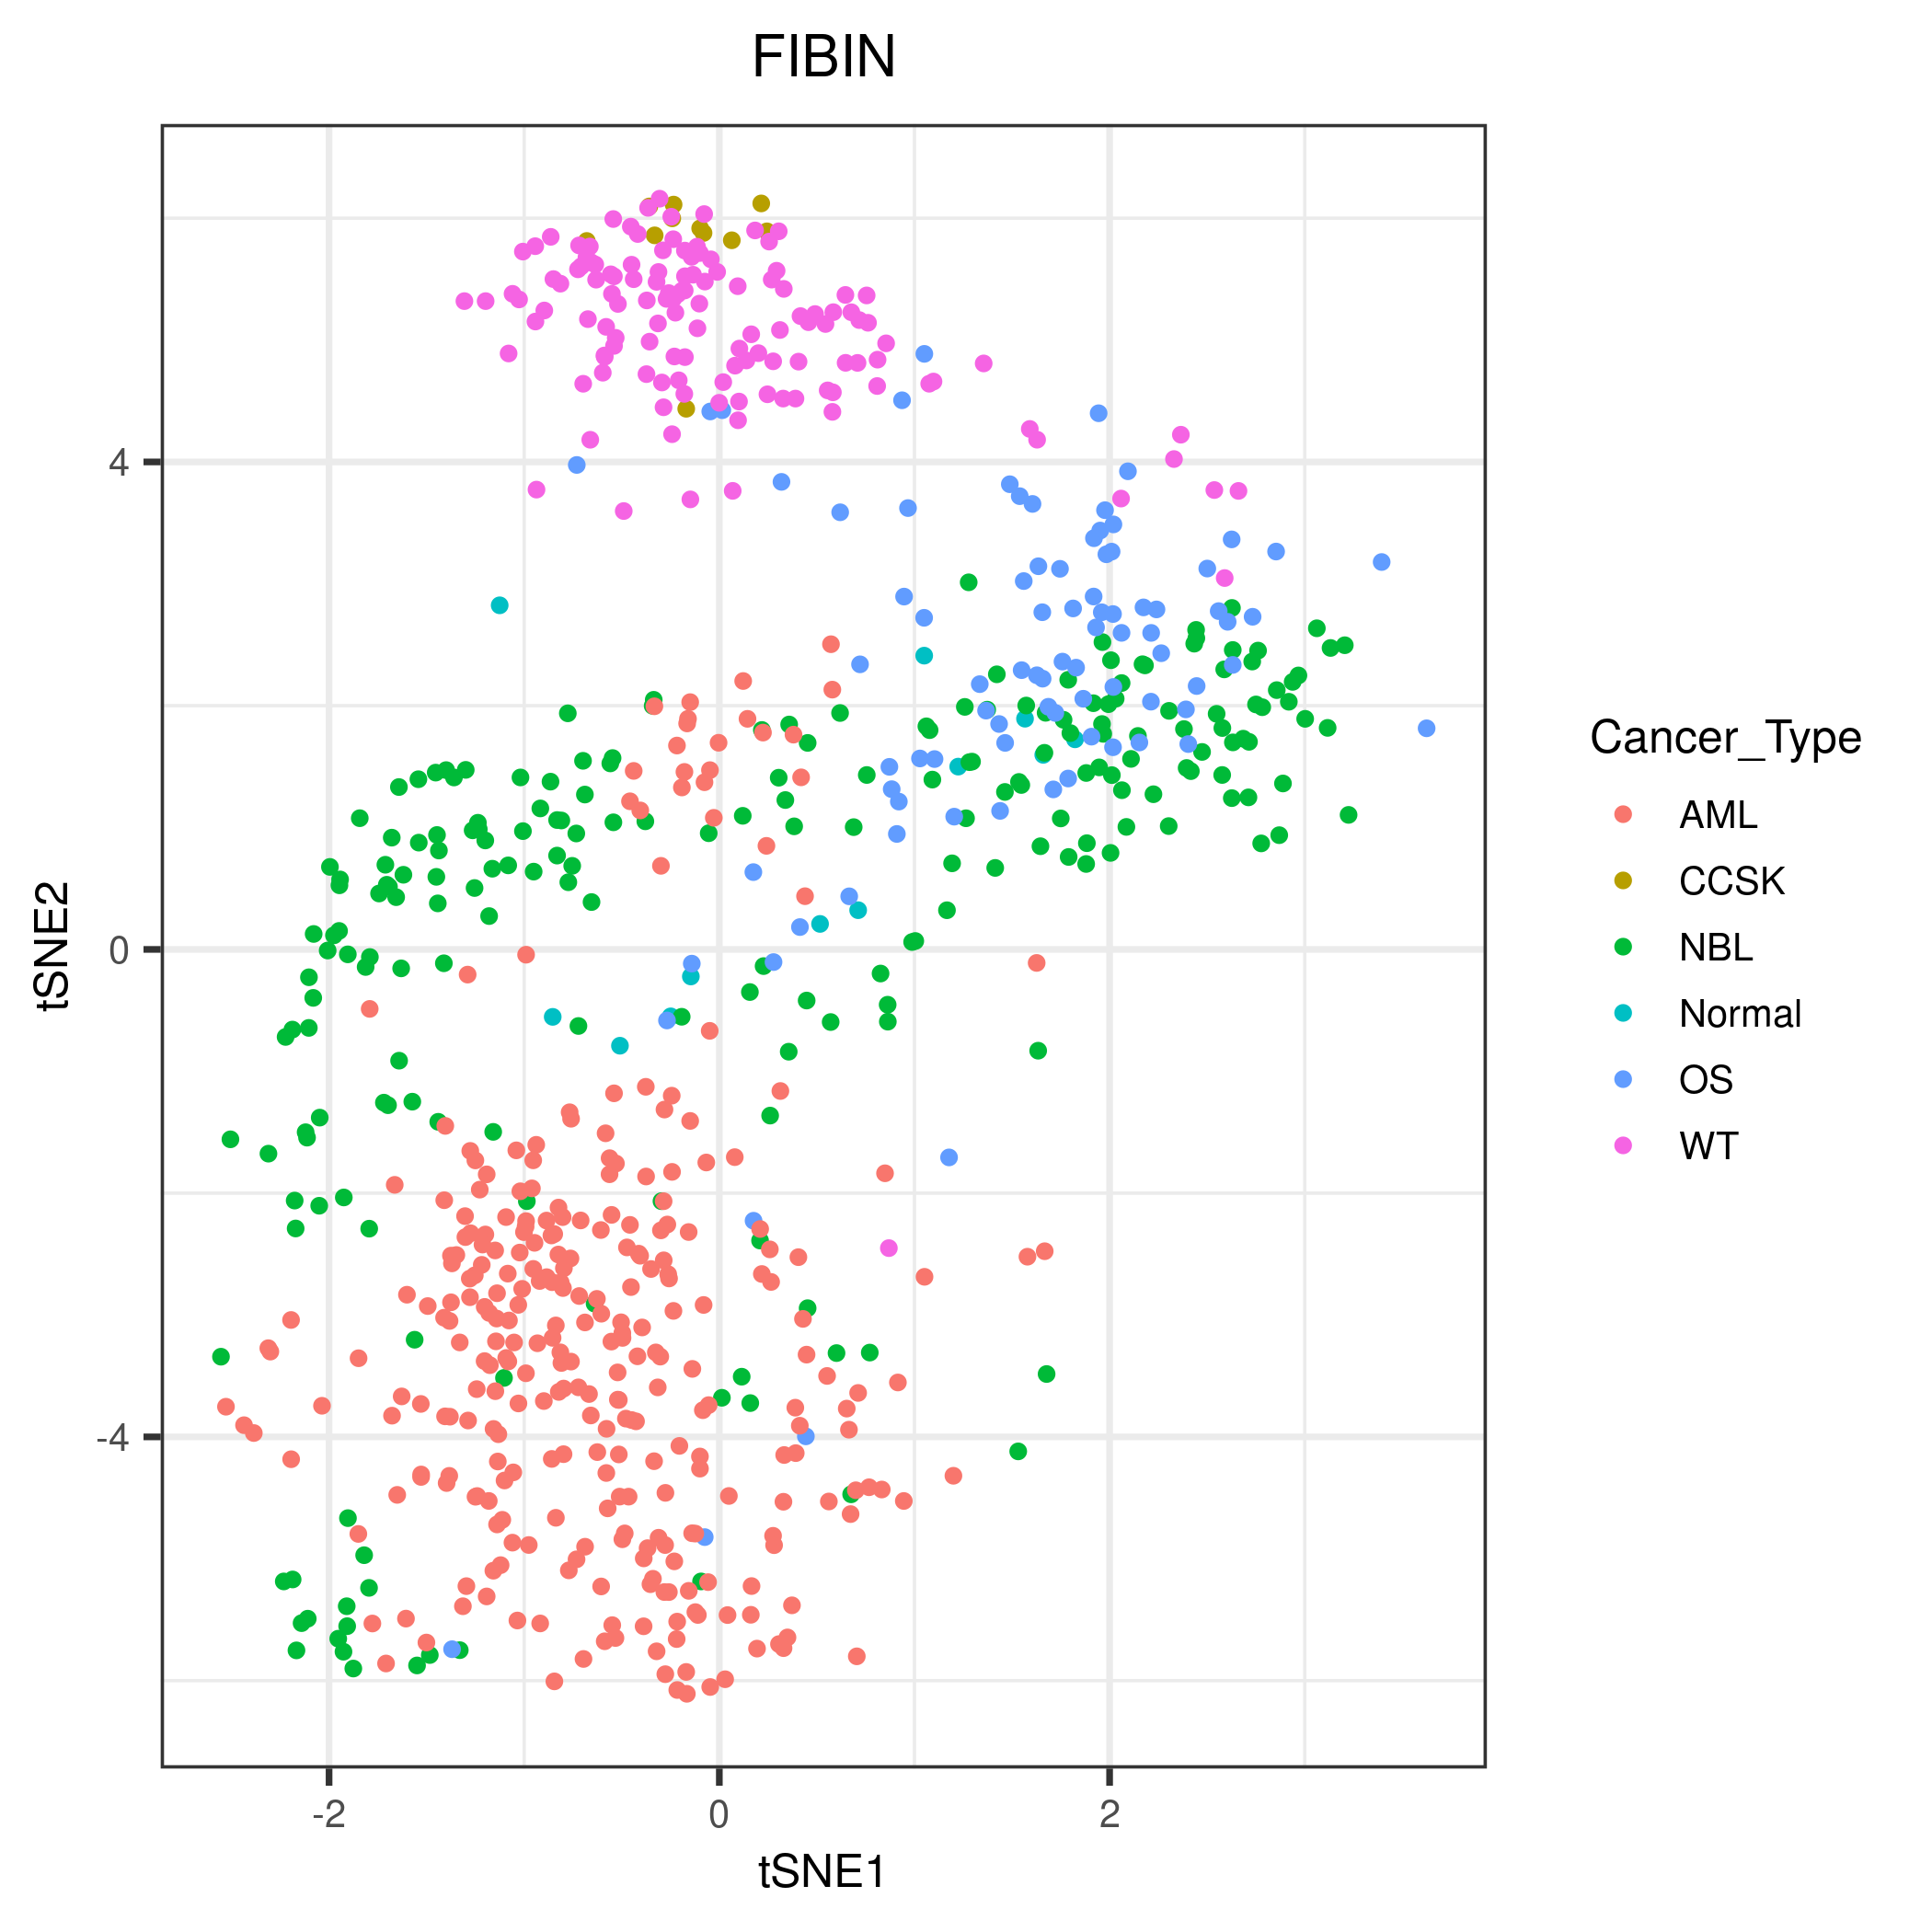 FIBIN
4
0
-4
tSNE2
-2
0
2
tSNE1
Cancer_Type
AML
CCSK
NBL
Normal
OS
WT